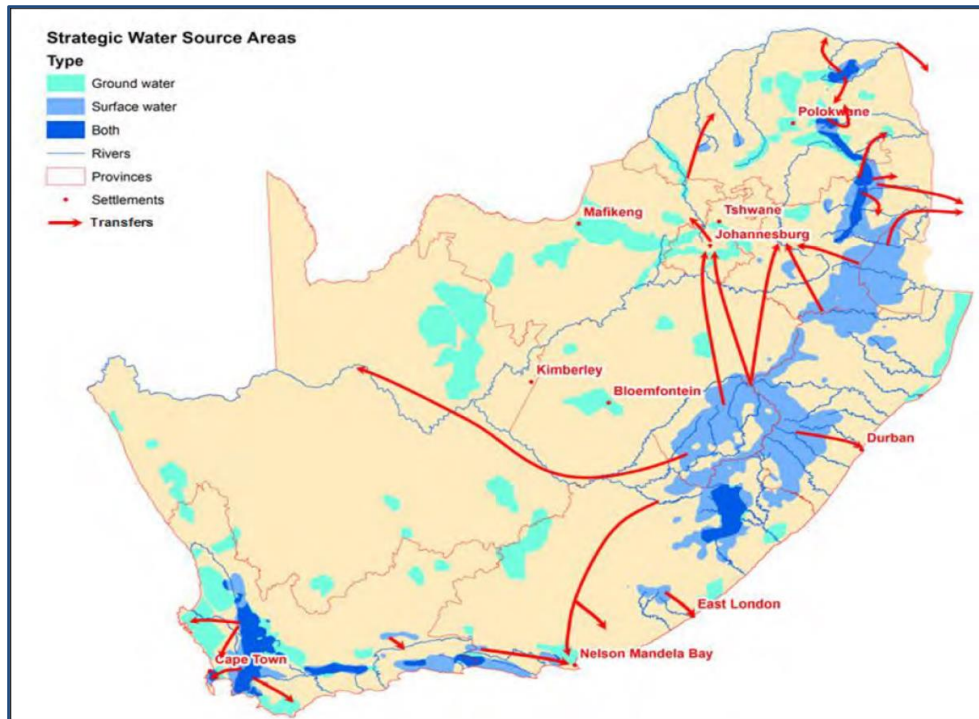 Strategic Water Source Areas
Type
Ground water
Surface water
Both
Rivers
Provinces
Settlements
Transfers
Polokwane
Mafikeng
Tshwane
Johannesburg
Kimberley
Bloemfontein
Durban
East London
Nelson Mandela Bay
Cape Town